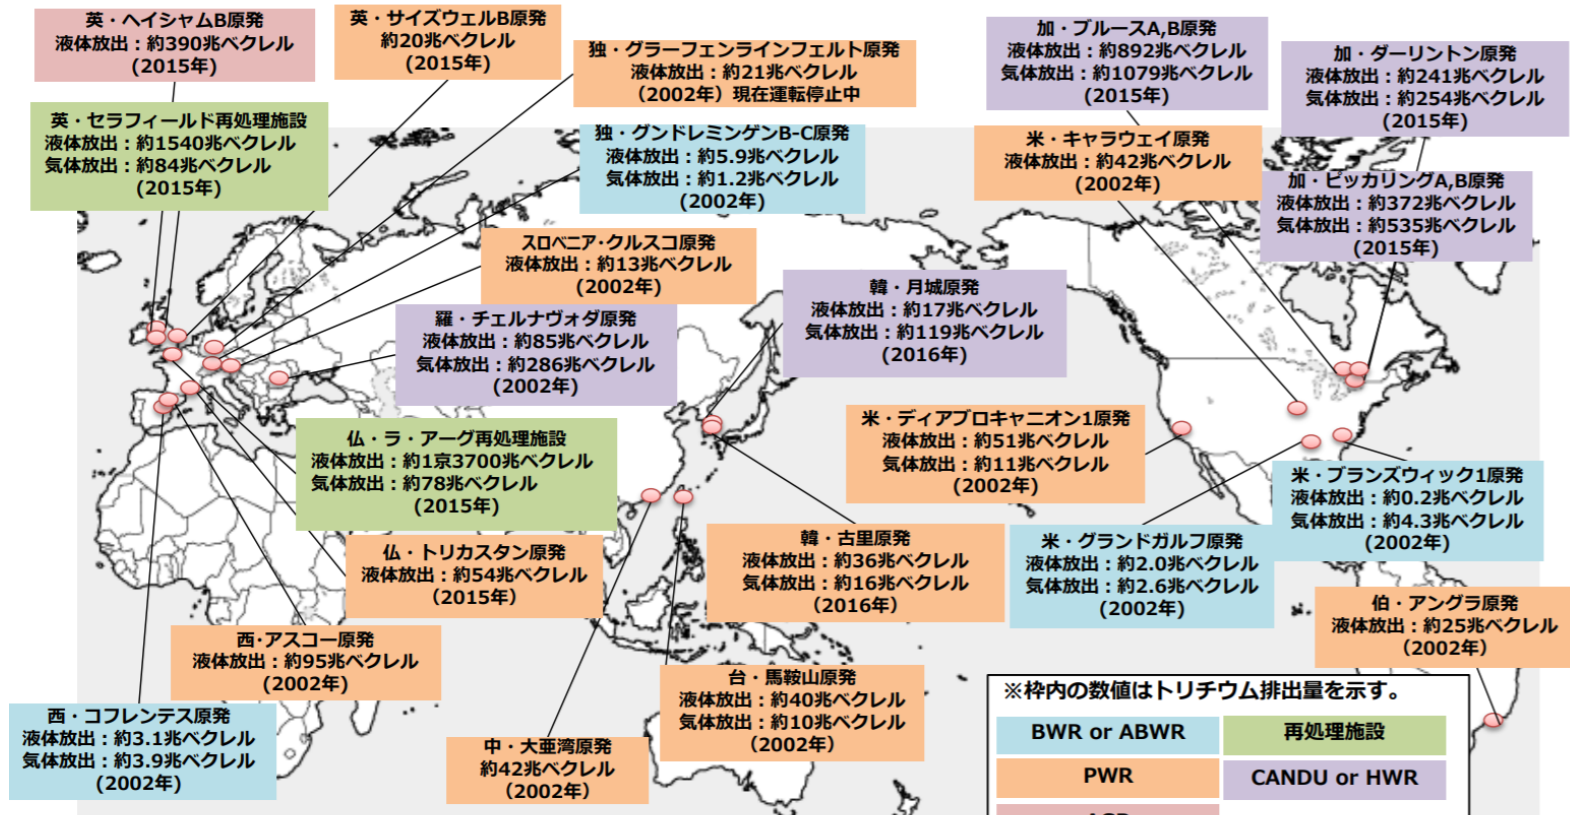 英・ヘイシャムB原発
液体放出：約390兆ベクレル
(2015年)
英・サイズウェルB原発
約20兆ベクレル
(2015年)
独・グラーフェンラインフェルト原発
液体放出：約21兆ベクレル
（2002年）現在運転停止中
加・ブルースA,B原発
液体放出：約892兆ベクレル
気体放出：約1079兆ベクレル
(2015年)
加・ダーリントン原発
液体放出：約241兆ベクレル
気体放出：約254兆ベクレル
(2015年)
英・セラフィールド再処理施設
液体放出：約1540兆ベクレル
気体放出：約84兆ベクレル
(2015年)
独・グンドレミンゲンB-C原発
液体放出：約5.9兆ベクレル
気体放出：約1.2兆ベクレル
(2002年)
米・キャラウェイ原発
液体放出：約42兆ベクレル
(2002年)
加・ピッカリングA,B原発
液体放出：約372兆ベクレル
気体放出：約535兆ベクレル
(2015年)
スロベニア・クルスコ原発
液体放出：約13兆ベクレル
(2002年)
韓・月城原発
液体放出：約17兆ベクレル
気体放出：約119兆ベクレル
(2016年)
羅・チェルナヴォダ原発
液体放出：約85兆ベクレル
気体放出：約286兆ベクレル
(2002年)
仏・ラ・アーグ再処理施設
液体放出：約1京3700兆ベクレル
気体放出：約78兆ベクレル
(2015年)
米・ディアブロキャニオン1原発
液体放出：約51兆ベクレル
気体放出：約11兆ベクレル
(2002年)
米・ブランズウィック1原発
液体放出：約0.2兆ベクレル
気体放出：約4.3兆ベクレル
(2002年)
仏・トリカスタン原発
液体放出：約54兆ベクレル
（2015年）
韓・古里原発
液体放出：約36兆ベクレル
気体放出：約16兆ベクレル
(2016年)
米・グランドガルフ原発
液体放出：約2.0兆ベクレル
気体放出：約2.6兆ベクレル
(2002年)
伯・アングラ原発
液体放出：約25兆ベクレル
（2002年）
西・アスコー原発
液体放出：約95兆ベクレル
(2002年)
西・コフレンテス原発
液体放出：約3.1兆ベクレル
気体放出：約3.9兆ベクレル
(2002年)
中・大亜湾原発
約42兆ベクレル
（2002年）
台・馬鞍山原発
液体放出：約40兆ベクレル
気体放出：約10兆ベクレル
（2002年）
※枠内の数値はトリチウム排出量を示す。
BWR or ABWR
再処理施設
PWR
CANDU or HWR